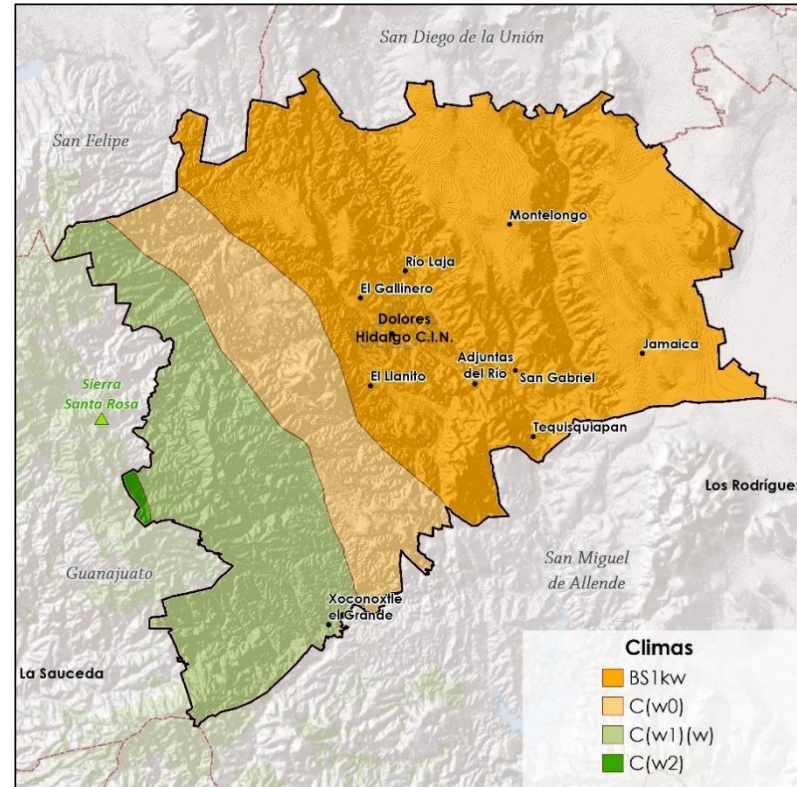 San Diego de la Unión
San Felipe
Montelongo
Río Laja
El Gallinero
Dolores
Hidalgo C.I.N.
Jamaica
Adjuntas
del Río
San Gabriel
El Llanito
Sierra
Santa Rosa
Tequisquiapan
Los Rodríguez
San Miguel
de Allende
Guanajuato
Xoconoxtle
el Grande
La Sauceda
Climas
BS1kw
C(w0)
C(w1)(w)
C(w2)